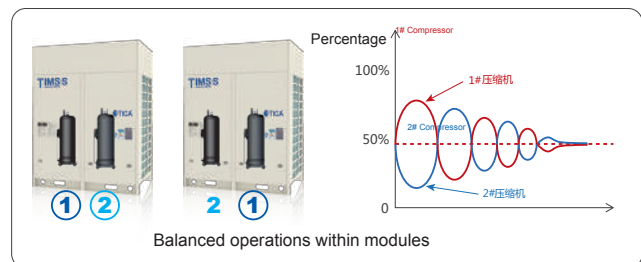 TIMS-S
TICA
① ②
TIMS-S
TICA
2 ①
Percentage
1# Compressor
100%
1#压缩机
2# Compressor
50%
2#压缩机
0
Balanced operations within modules